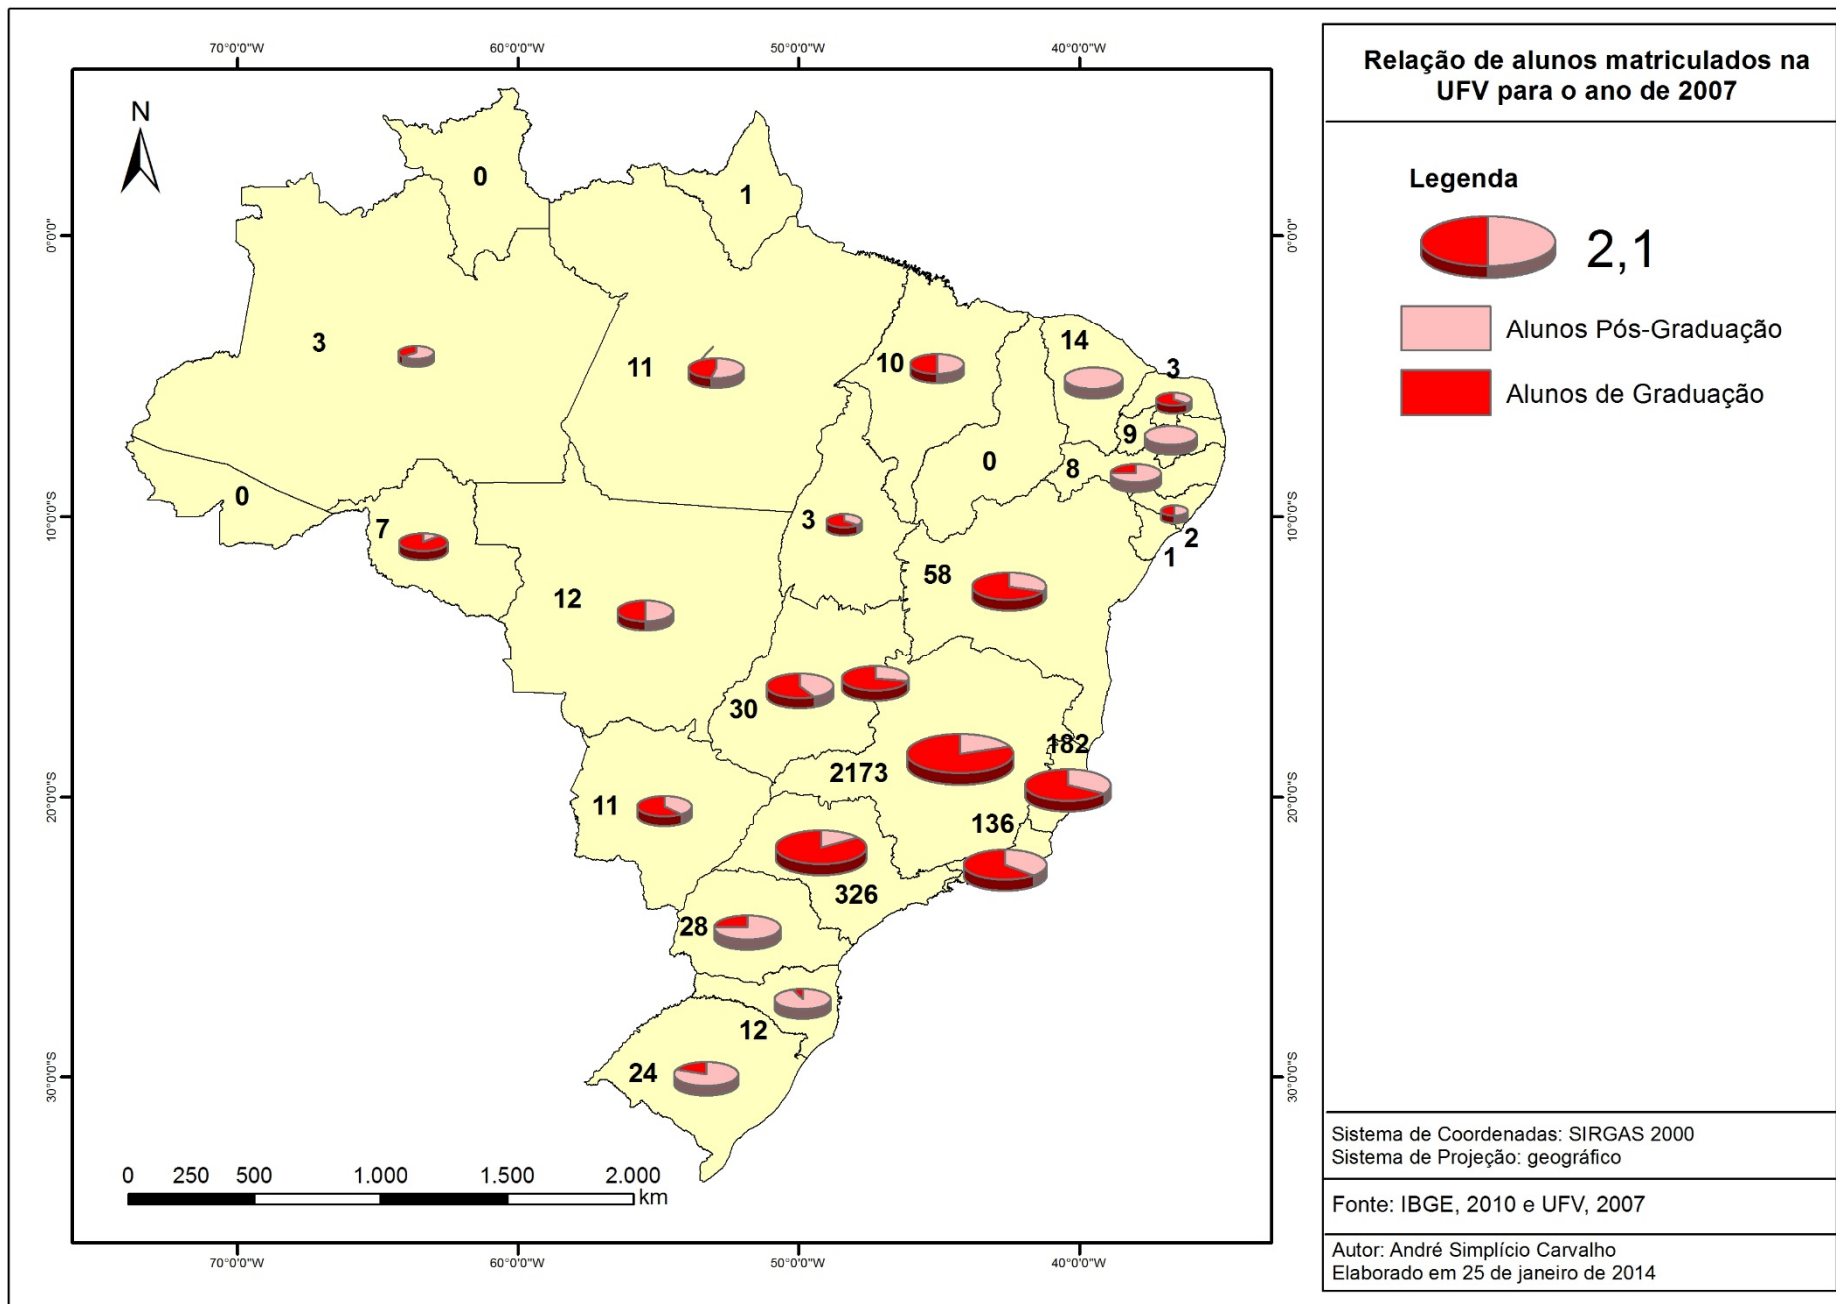 70°0'0"W 60°0'0"W 50°0'0"W 40°0'0"W
Relação de alunos matriculados na
UFV para o ano de 2007
N
Legenda
2,1
Alunos Pós-Graduação
Alunos de Graduação
0
1
0°0'0" 0°0'0"
3
11
10
14
3
9
8
0
0
10°0'0"S 10°0'0"S
7
3
2
1
12
58
30
182
2173
20°0'0"S 20°0'0"S
11
136
326
28
12
24
30°0'0"S 30°0'0"S
0 250 500 1.000 1.500 2.000
km
70°0'0"W 60°0'0"W 50°0'0"W 40°0'0"W
Sistema de Coordenadas: SIRGAS 2000
Sistema de Projeção: geográfico
Fonte: IBGE, 2010 e UFV, 2007
Autor: André Simplício Carvalho
Elaborado em 25 de janeiro de 2014